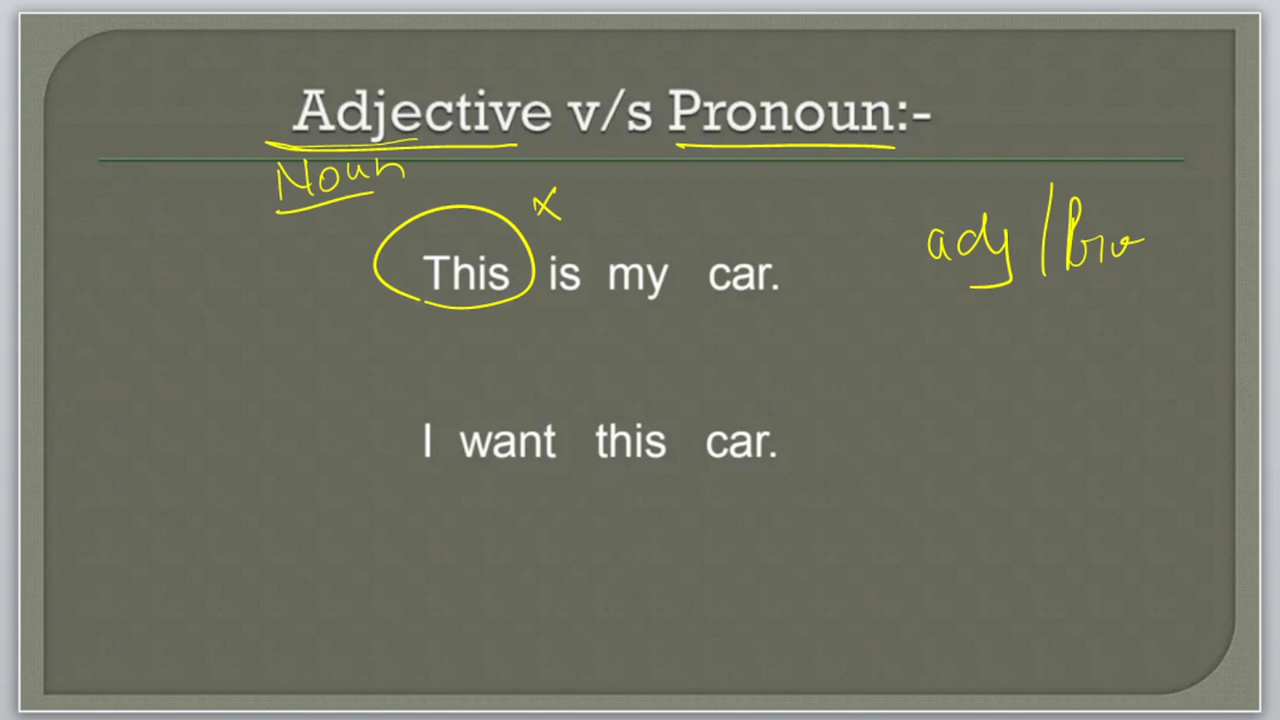 Adjective v/s Pronoun:-
Noun
x
This is my car.
adj / Pro
I want this car.